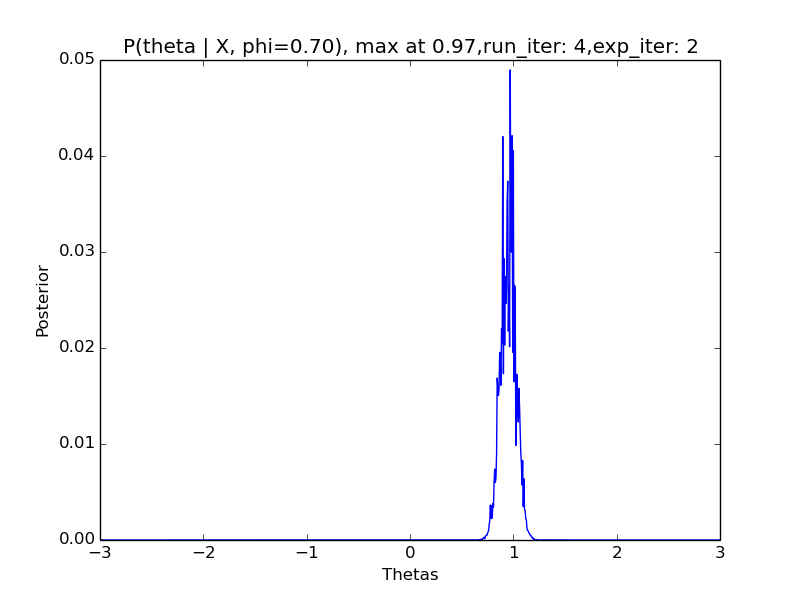 P(theta | X, phi=0.70), max at 0.97,run_iter: 4,exp_iter: 2
0.05
0.04
0.03
0.02
0.01
0.00
Posterior
−3 −2 −1 0 1 2 3
Thetas